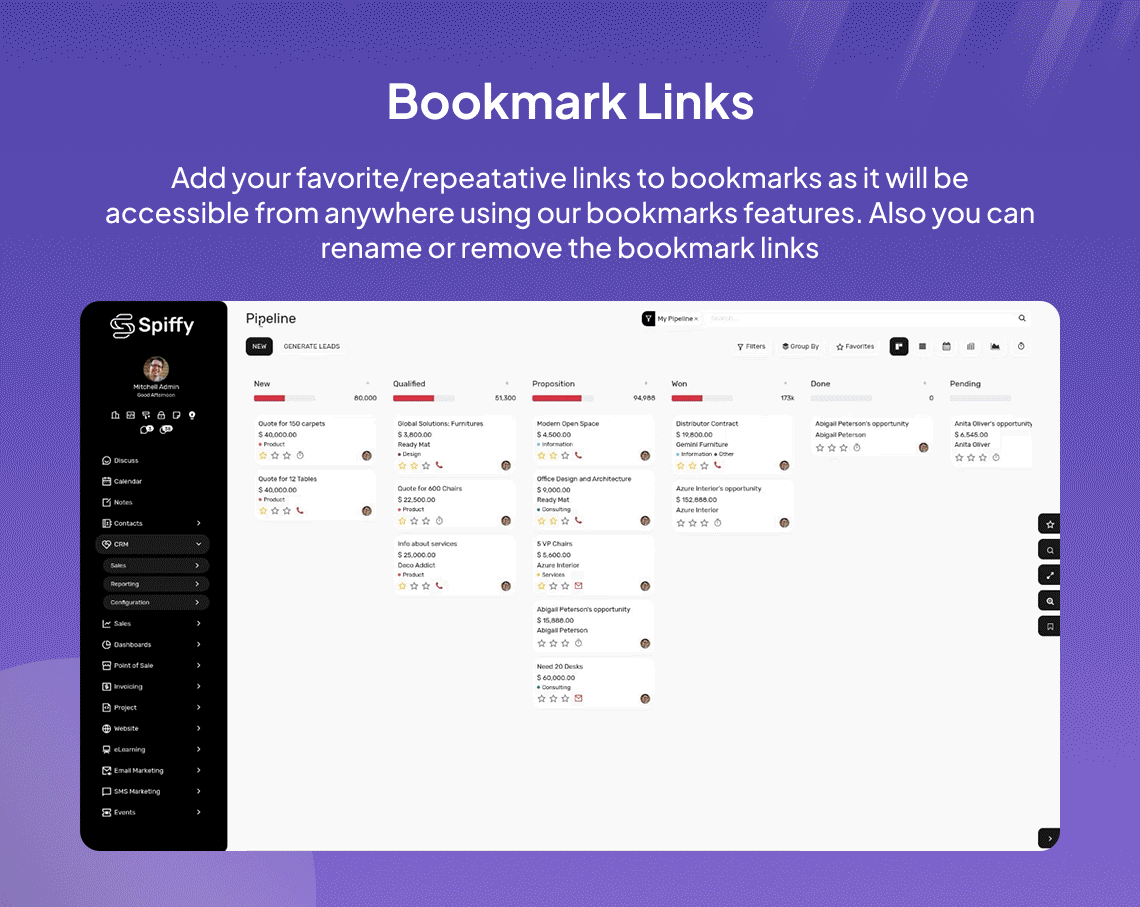 Bookmark Links
Add your favorite/repeatative links to bookmarks as it will be
accessible from anywhere using our bookmarks features. Also you can
rename or remove the bookmark links
Spiffy
Mitchell Admin
Good Afternoon
Discuss
Calendar
Notes
Contacts
CRM
Sales
Reporting
Configuration
Sales
Dashboards
Point of Sale
Invoicing
Project
Website
eLearning
Email Marketing
SMS Marketing
Events
Pipeline
My Pipeline ×
Search...
NEW
GENERATE LEADS
Filters
Group By
Favorites
New
80,000
Quote for 150 carpets
$ 40,000.00
Product
Quote for 12 Tables
$ 40,000.00
Product
Qualified
51,300
Global Solutions: Furnitures
$ 3,800.00
Ready Mat
Design
Quote for 600 Chairs
$ 22,500.00
Product
Info about services
$ 25,000.00
Deco Addict
Product
Proposition
94,988
Modern Open Space
$ 4,500.00
Information
Office Design and Architecture
$ 9,000.00
Ready Mat
Consulting
5 VP Chairs
$ 5,600.00
Azure Interior
Services
Abigail Peterson's opportunity
$ 15,888.00
Abigail Peterson
Need 20 Desks
$ 60,000.00
Consulting
Won
173k
Distributor Contract
$ 19,800.00
Gemini Furniture
Information Other
Azure Interior's opportunity
$ 152,888.00
Azure Interior
Done
0
Abigail Peterson's opportunity
Abigail Peterson
Pending
Anita Oliver's opportunity
$ 6,545.00
Anita Oliver